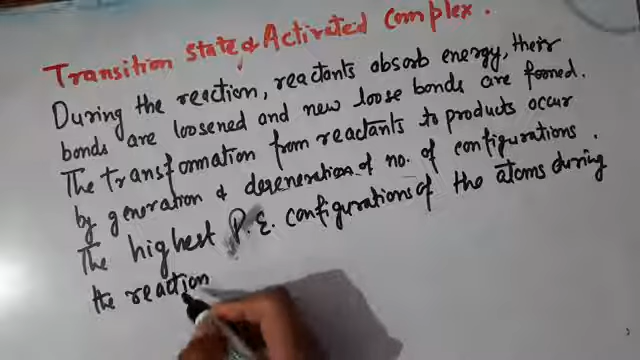 Transition state & Activated Complex.
During the reaction, reactants absorb energy, their
bonds are loosened and new loose bonds are formed.
The transformation from reactants to products occur
by generation & dereneration of no. of configurations.
The highest P.E. configurations of the atoms during
the reaction